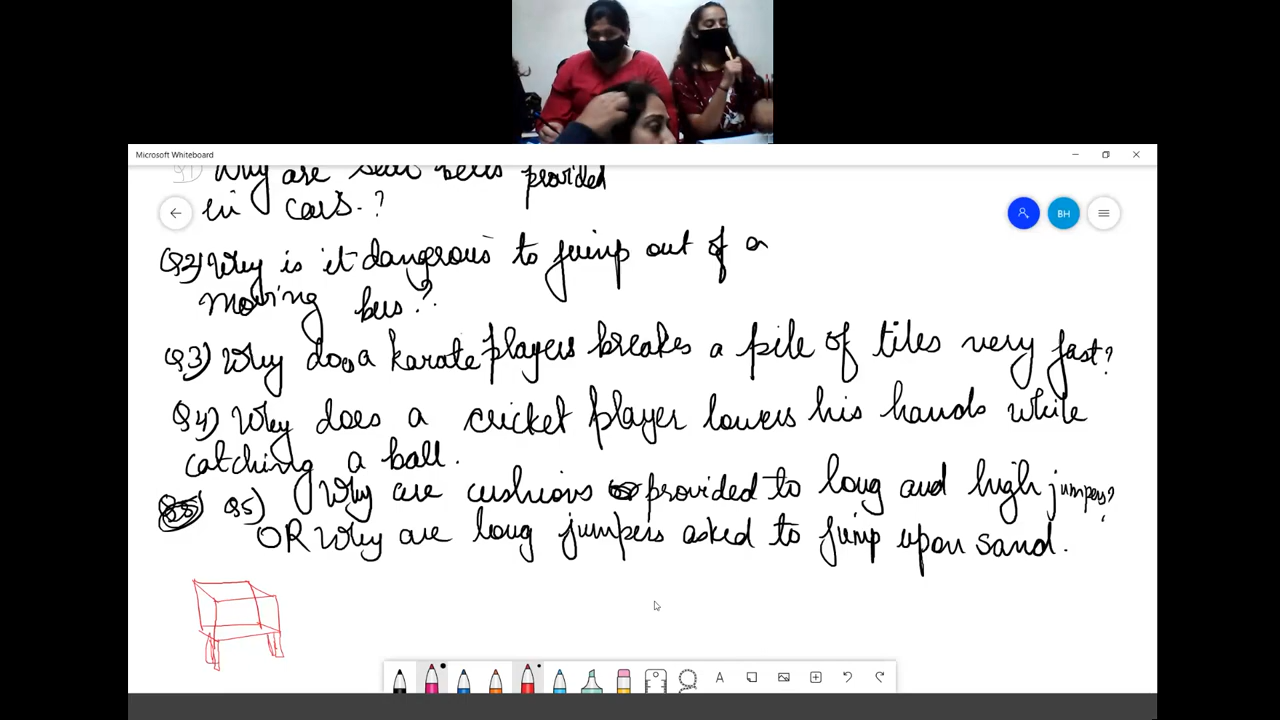 Microsoft Whiteboard
Q1) Why are seat belts provided
in cars.?
BH
Q2) Why is it dangerous to jump out of a
moving bus.?
Q.3) Why does a karate players breakes a pile of tiles very fast?
Q4) Why does a cricket player lowers his hands while
catching a ball.
Q5) Why are cushions provided to long and high jumpers?
OR Why are long jumpers asked to jump upon sand.
A